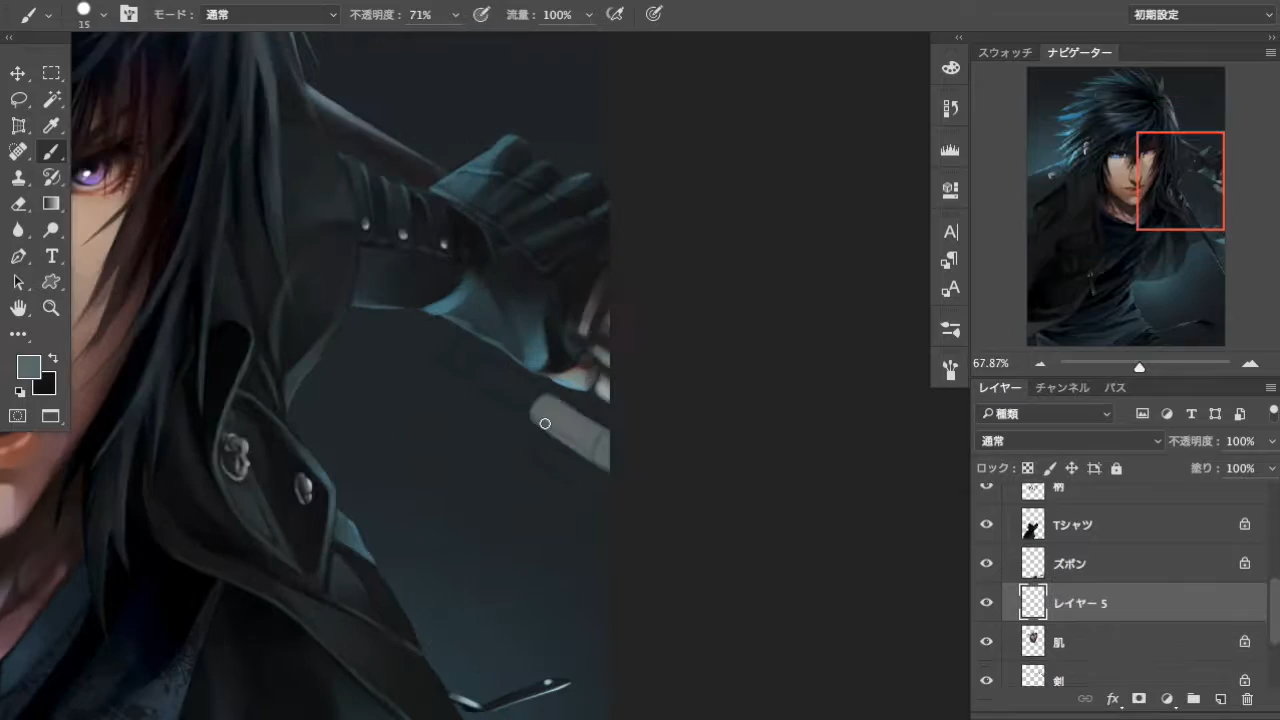 15
モード：
通常
不透明度： 71%
流量： 100%
初期設定
スウォッチ
ナビゲーター
67.87%
レイヤー
チャンネル
パス
種類
通常
不透明度： 100%
ロック：
塗り： 100%
柄
Tシャツ
ズボン
レイヤー 5
肌
剣
fx